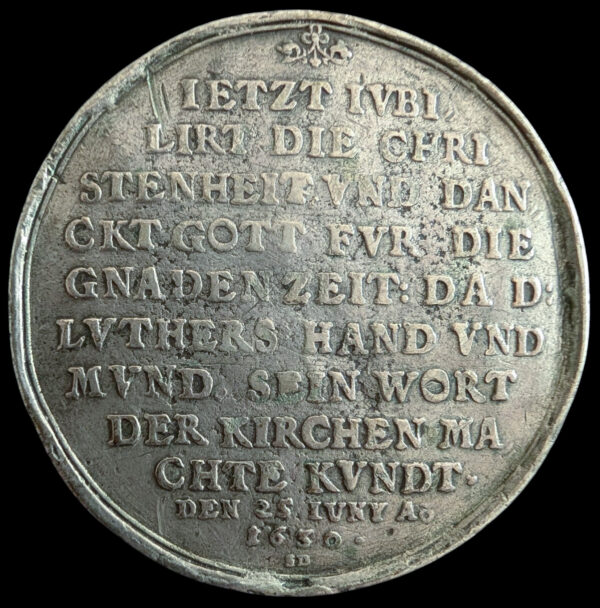 IETZT IVBI
LIRT DIE CHRI
STENHEIT. VND DAN
CKT GOTT FVR DIE
GNADEN ZEIT: DA D:
LVTHERS HAND VND
MVND. SEIN WORT
DER KIRCHEN MA
CHTE KVNDT.
DEN 25. IVNY A.
1630.
SD